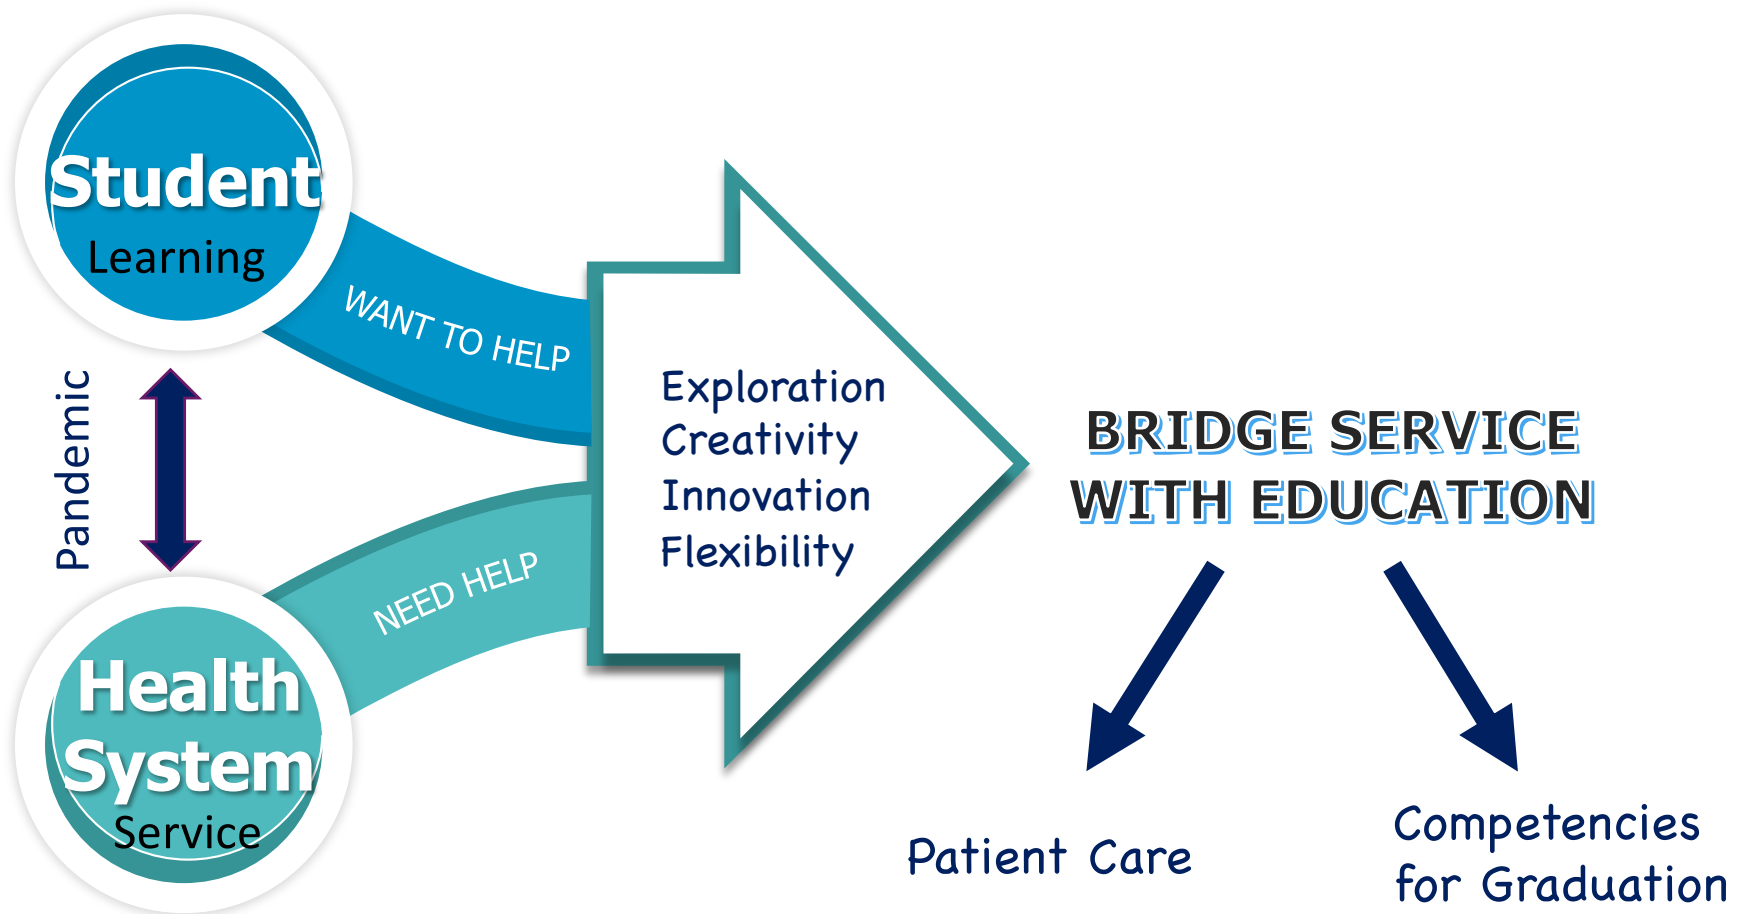 Student
Learning
WANT TO HELP
Pandemic
NEED HELP
Health
System
Service
Exploration
Creativity
Innovation
Flexibility
BRIDGE SERVICE
WITH EDUCATION
Patient Care
Competencies
for Graduation